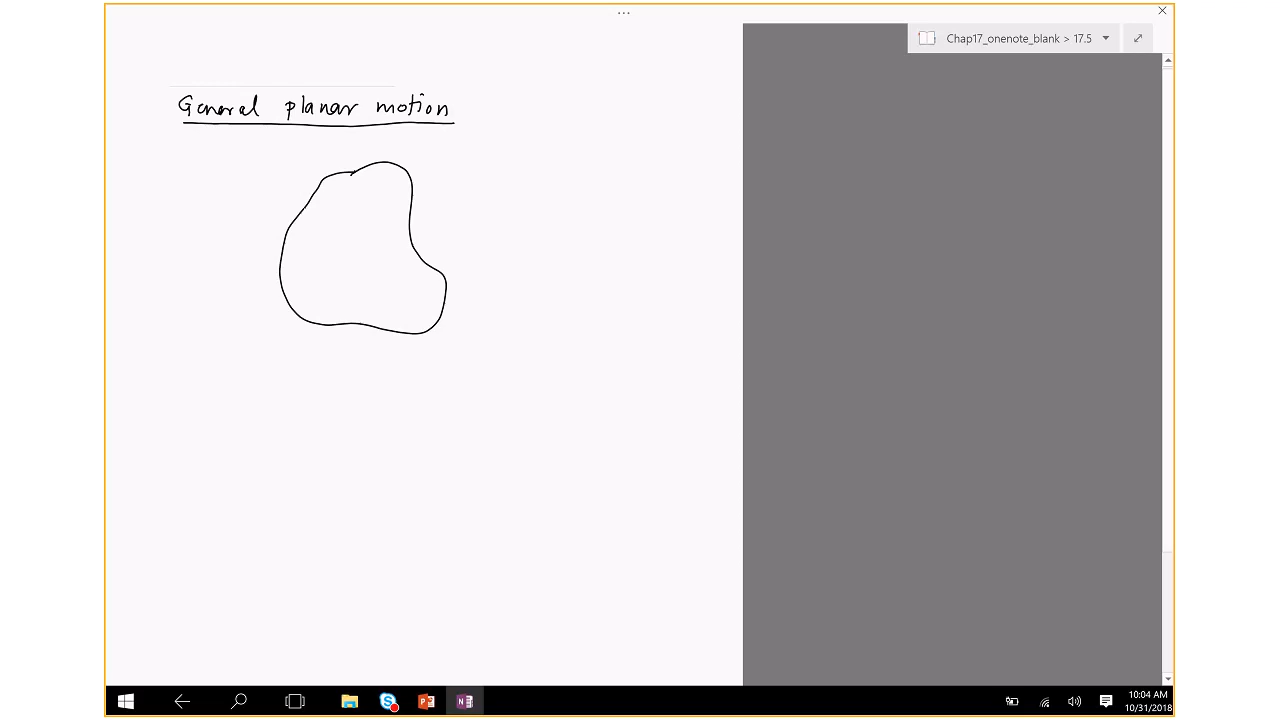 ...
Chap17_onenote_blank > 17.5
General planar motion
10:04 AM
10/31/2018